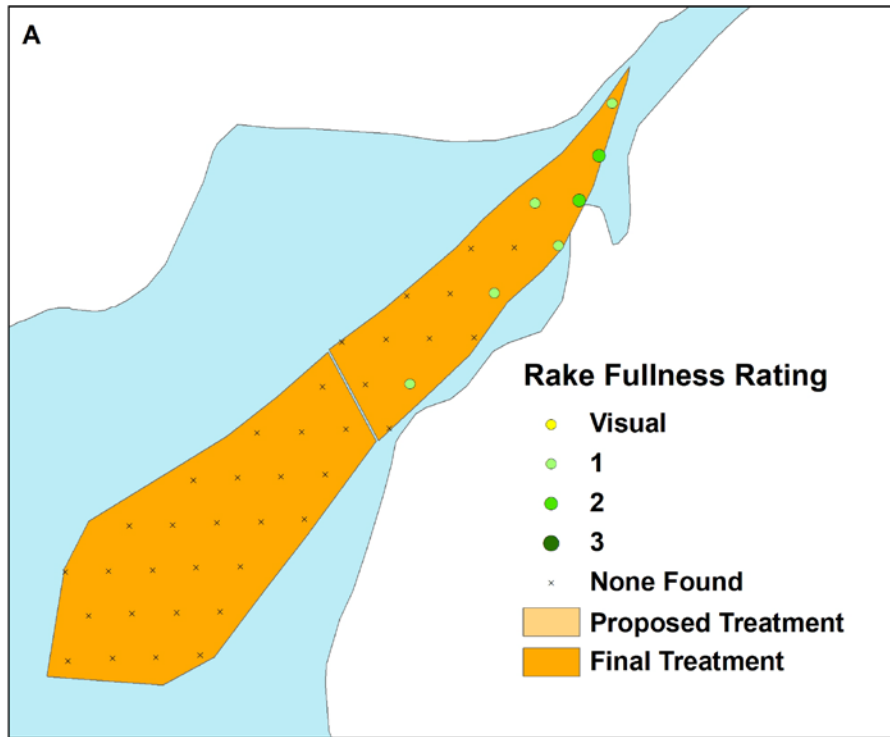 A
Rake Fullness Rating
Visual
1
2
3
None Found
Proposed Treatment
Final Treatment